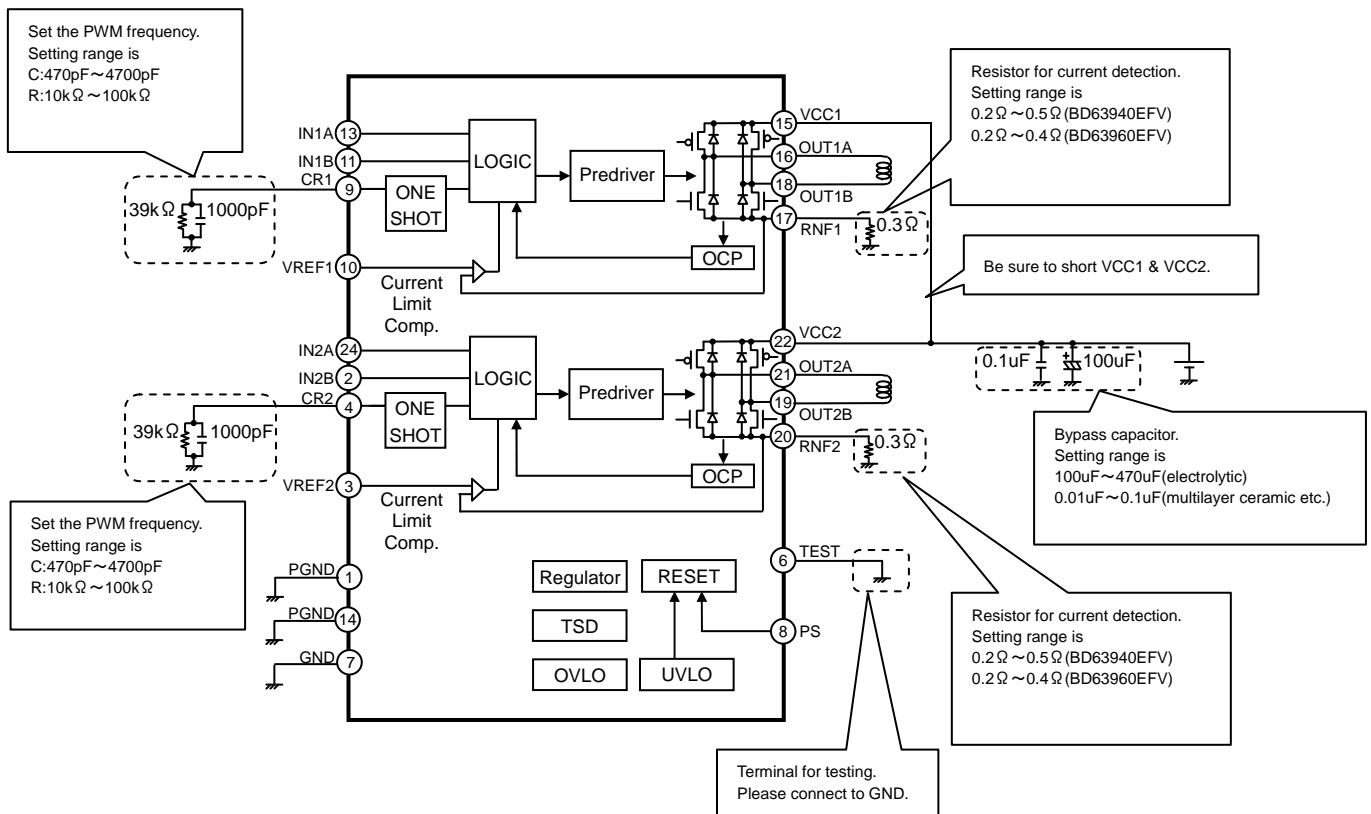 Set the PWM frequency.
Setting range is
C:470pF～4700pF
R:10kΩ～100kΩ
Resistor for current detection.
Setting range is
0.2Ω～0.5Ω(BD63940EFV)
0.2Ω～0.4Ω(BD63960EFV)
IN1A 13
IN1B 11
CR1 9
39kΩ 1000pF
ONE
SHOT
LOGIC
Predriver
15 VCC1
16 OUT1A
18 OUT1B
17 RNF1
0.3Ω
OCP
VREF1 10
Current
Limit
Comp.
Be sure to short VCC1 & VCC2.
IN2A 24
IN2B 2
CR2 4
39kΩ 1000pF
ONE
SHOT
LOGIC
Predriver
22 VCC2
21 OUT2A
19 OUT2B
20 RNF2
0.3Ω
OCP
0.1uF + 100uF
VREF2 3
Current
Limit
Comp.
Bypass capacitor.
Setting range is
100uF～470uF(electrolytic)
0.01uF～0.1uF(multilayer ceramic etc.)
Set the PWM frequency.
Setting range is
C:470pF～4700pF
R:10kΩ～100kΩ
PGND 1
PGND 14
GND 7
Regulator RESET
TSD
OVLO UVLO
6 TEST
8 PS
Resistor for current detection.
Setting range is
0.2Ω～0.5Ω(BD63940EFV)
0.2Ω～0.4Ω(BD63960EFV)
Terminal for testing.
Please connect to GND.